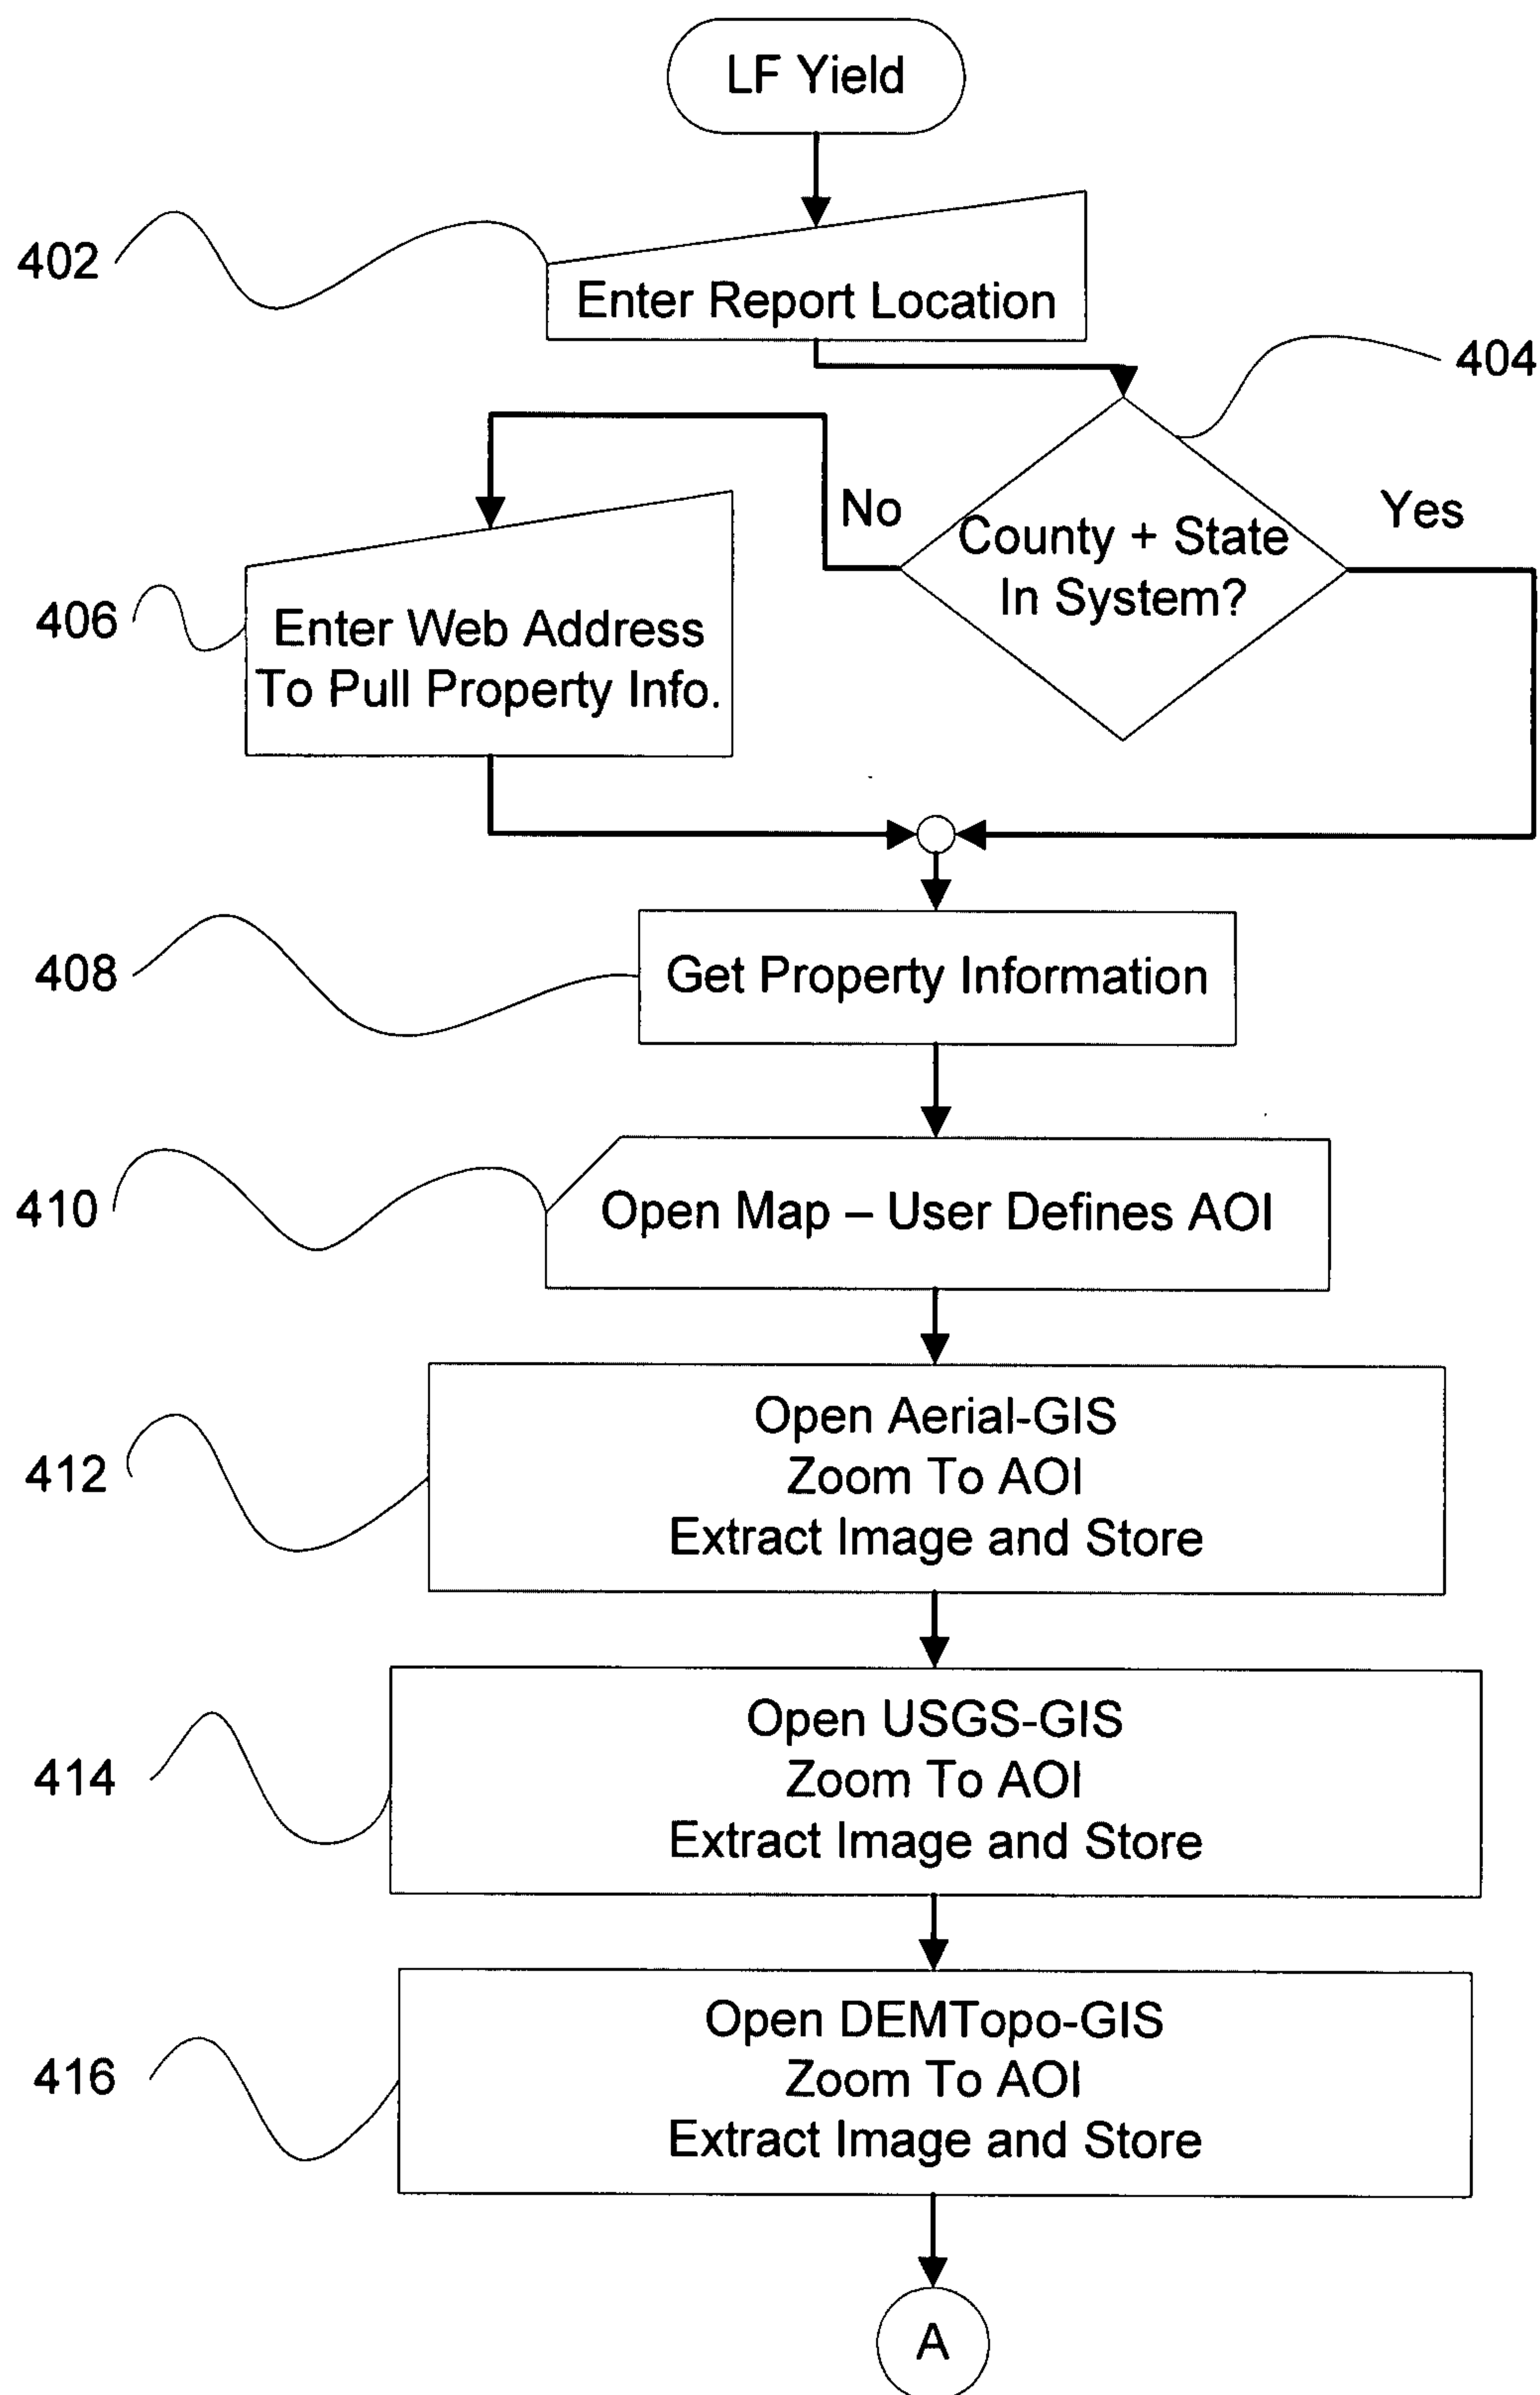 LF Yield
402
Enter Report Location
404
No
Yes
County + State
In System?
406
Enter Web Address
To Pull Property Info.
408
Get Property Information
410
Open Map – User Defines AOI
412
Open Aerial-GIS
Zoom To AOI
Extract Image and Store
414
Open USGS-GIS
Zoom To AOI
Extract Image and Store
416
Open DEMTopo-GIS
Zoom To AOI
Extract Image and Store
A